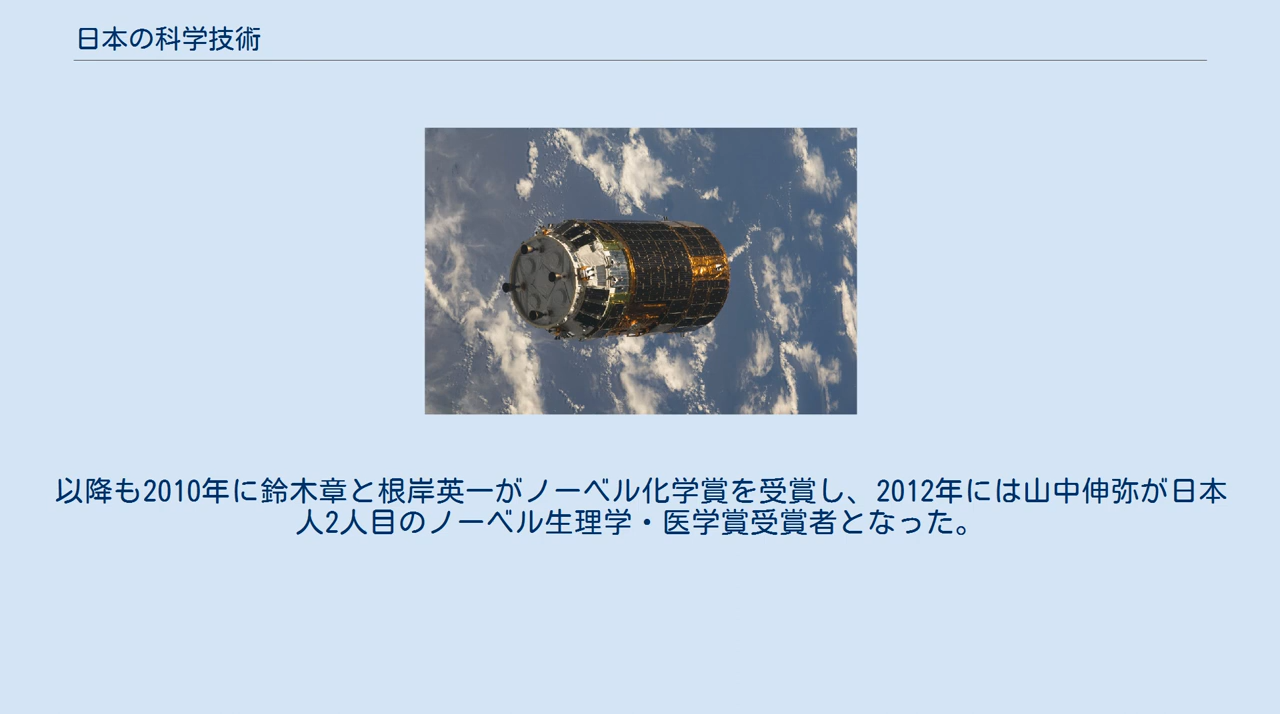 日本の科学技術
以降も2010年に鈴木章と根岸英一がノーベル化学賞を受賞し、2012年には山中伸弥が日本
人2人目のノーベル生理学・医学賞受賞者となった。